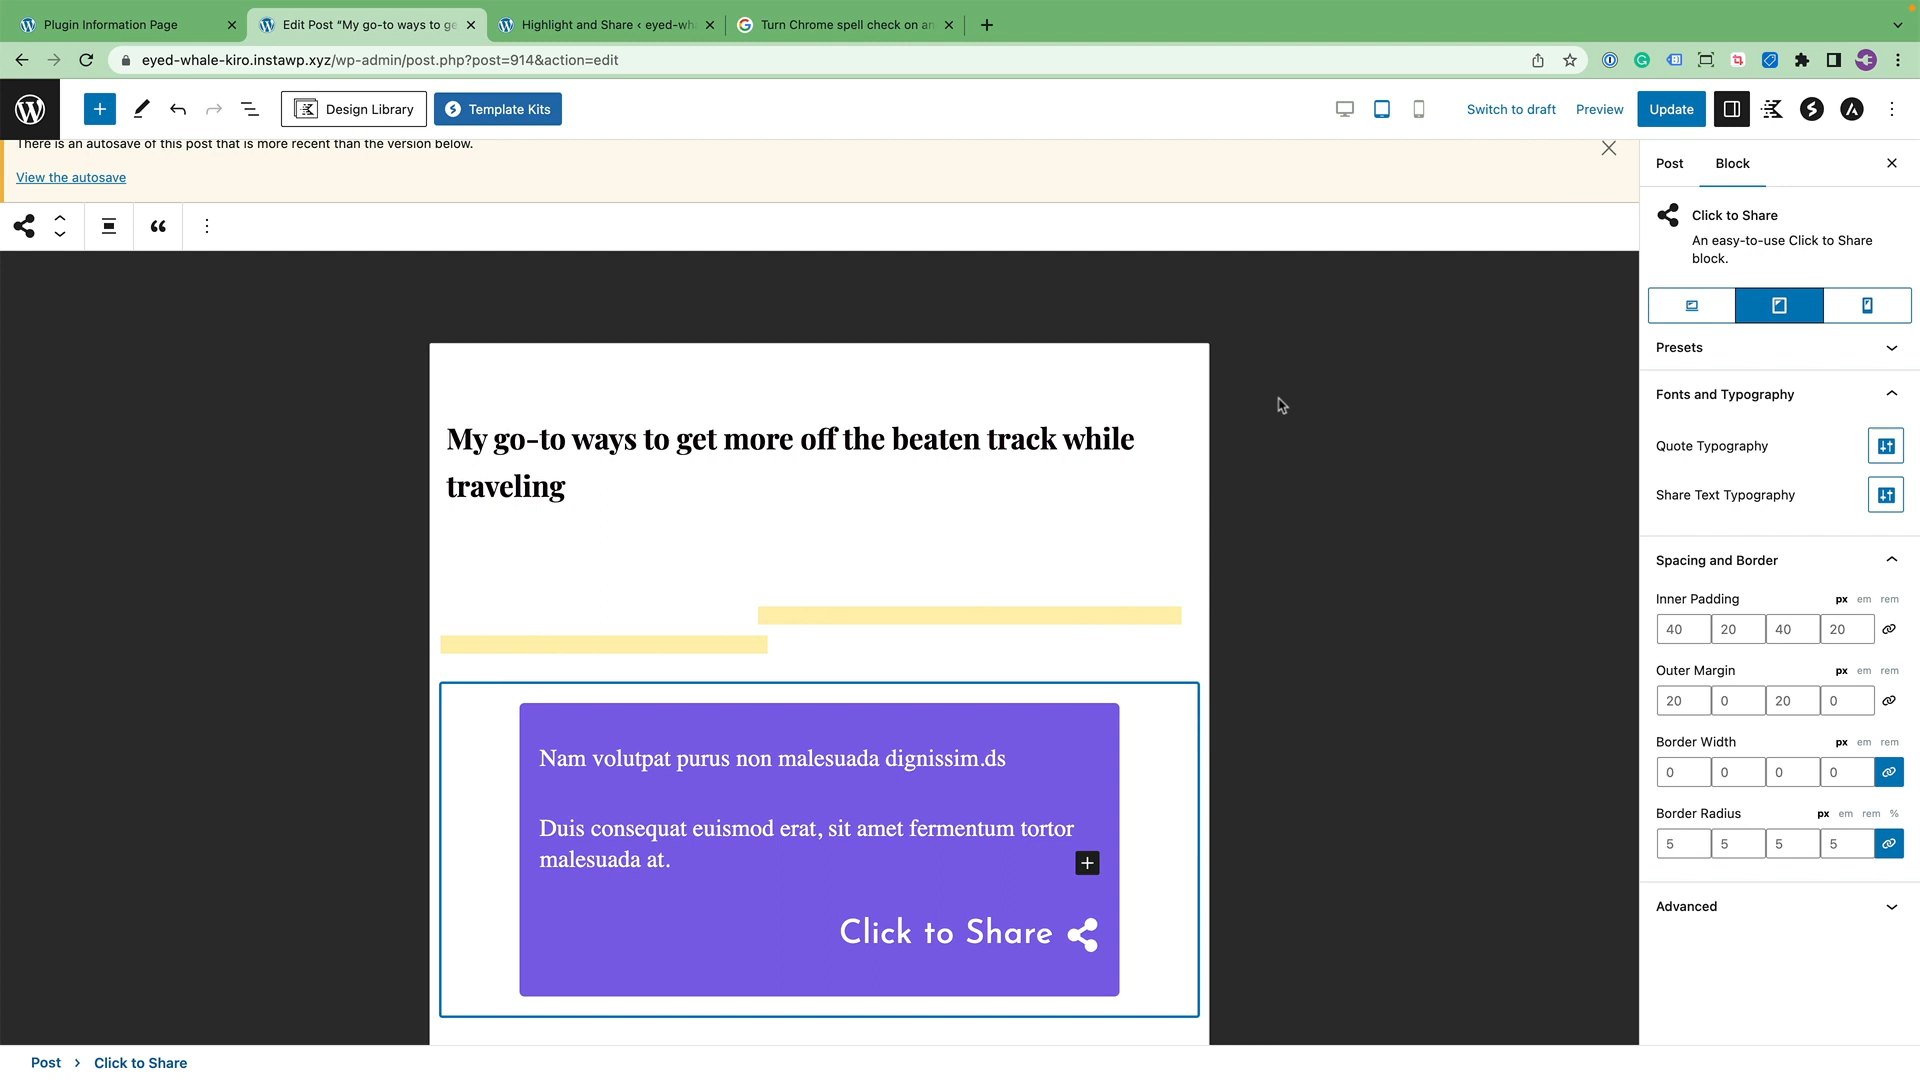 Plugin Information Page
Edit Post “My go-to ways to ge
Highlight and Share ‹ eyed-wh
Turn Chrome spell check on an
eyed-whale-kiro.instawp.xyz/wp-admin/post.php?post=914&action=edit
Design Library
Template Kits
Switch to draft
Preview
Update
There is an autosave of this post that is more recent than the version below.
View the autosave
Post
Block
Click to Share
An easy-to-use Click to Share
block.
Presets
Fonts and Typography
Quote Typography
Share Text Typography
Spacing and Border
Inner Padding px em rem
40 20 40 20
Outer Margin px em rem
20 0 20 0
Border Width px em rem
0 0 0 0
Border Radius px em rem %
5 5 5 5
Advanced
My go-to ways to get more off the beaten track while
traveling
Nam volutpat purus non malesuada dignissim.ds
Duis consequat euismod erat, sit amet fermentum tortor
malesuada at.
Click to Share
Post › Click to Share